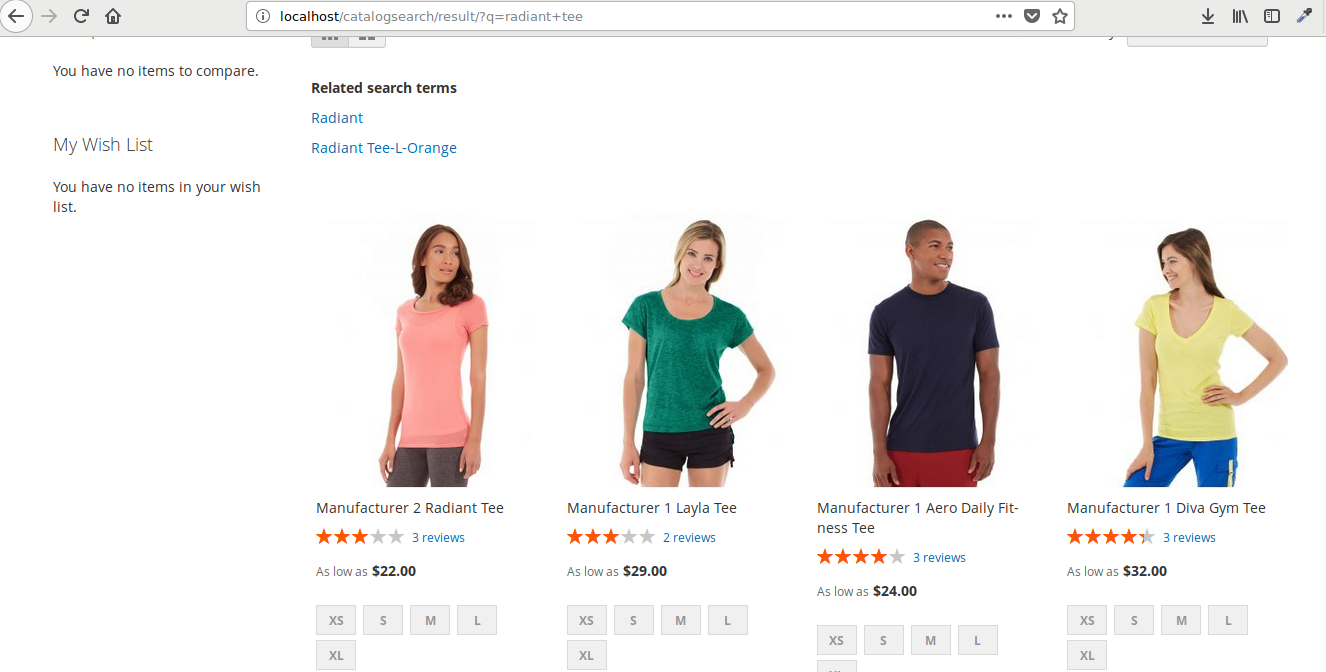 localhost/catalogsearch/result/?q=radiant+tee
You have no items to compare.
My Wish List
You have no items in your wish
list.
Related search terms
Radiant
Radiant Tee-L-Orange
Manufacturer 2 Radiant Tee
3 reviews
As low as $22.00
XS S M L
XL
Manufacturer 1 Layla Tee
2 reviews
As low as $29.00
XS S M L
XL
Manufacturer 1 Aero Daily Fit-
ness Tee
3 reviews
As low as $24.00
XS S M L
Manufacturer 1 Diva Gym Tee
3 reviews
As low as $32.00
XS S M L
XL